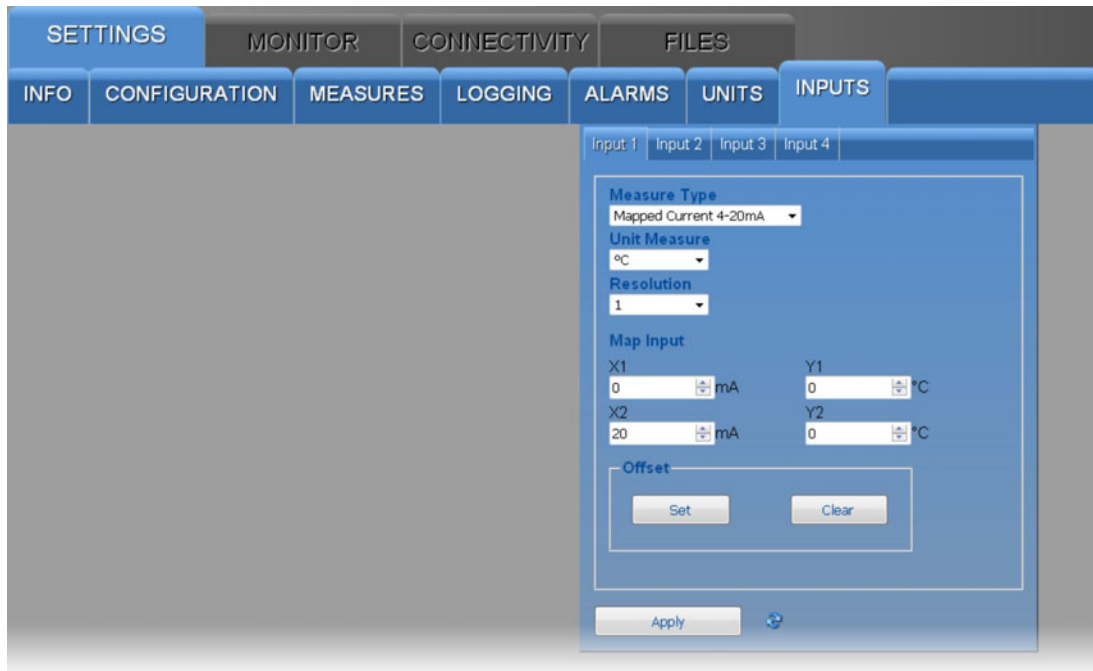 SETTINGS MONITOR CONNECTIVITY FILES
INFO CONFIGURATION MEASURES LOGGING ALARMS UNITS INPUTS
Input 1 Input 2 Input 3 Input 4
Measure Type
Mapped Current 4-20mA
Unit Measure
ºC
Resolution
1
Map Input
X1 Y1
0 mA 0 °C
X2 Y2
20 mA 0 °C
Offset
Set Clear
Apply